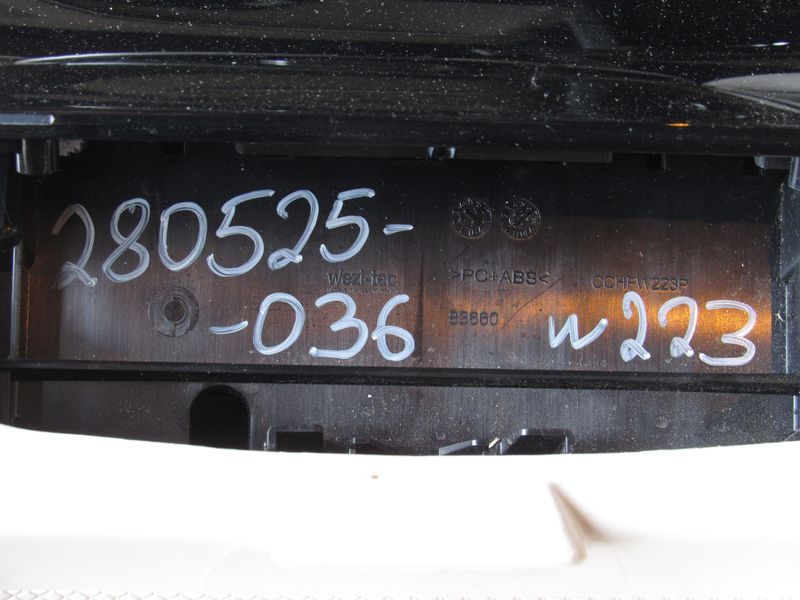 280525-
wezi-tec
>PC+ABS<
CCHFW223P
83660
-036
W223